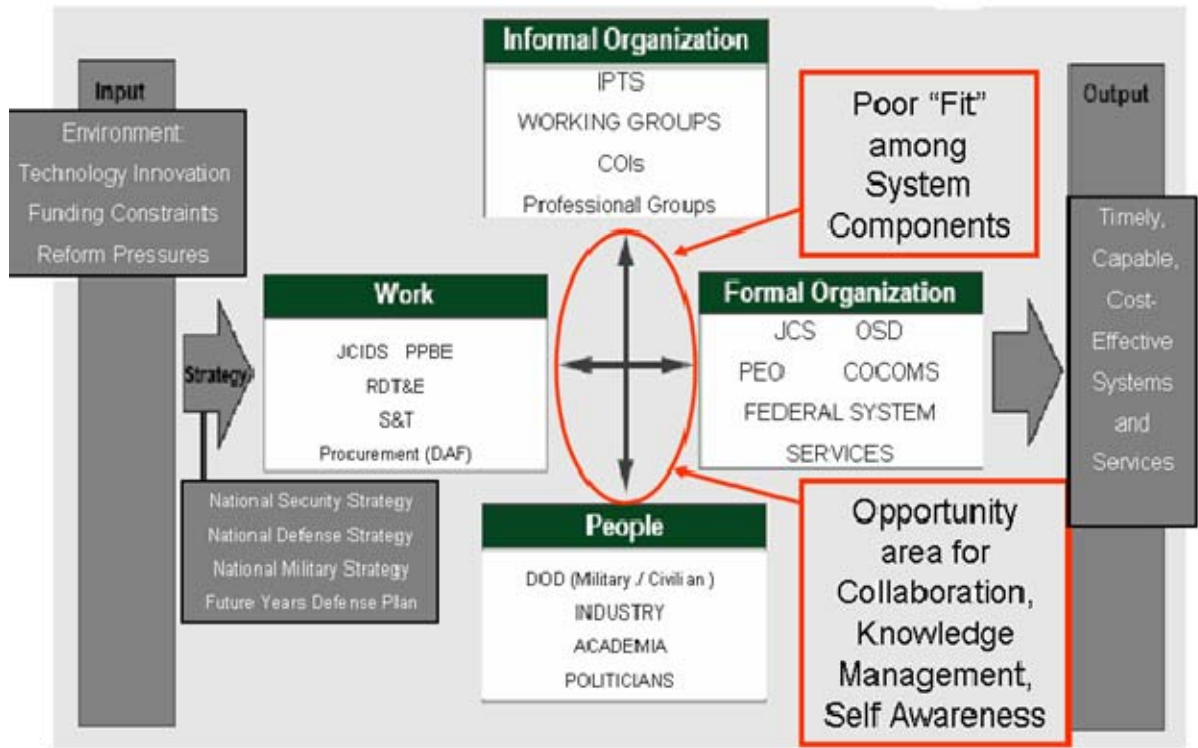 Input
Environment:
Technology Innovation
Funding Constraints
Reform Pressures
Strategy
National Security Strategy
National Defense Strategy
National Military Strategy
Future Years Defense Plan
Informal Organization
IPTS
WORKING GROUPS
COIs
Professional Groups
Work
JCIDS PPBE
RDT&E
S&T
Procurement (DAF)
Formal Organization
JCS OSD
PEO COCOMS
FEDERAL SYSTEM
SERVICES
People
DOD (Military / Civilian)
INDUSTRY
ACADEMIA
POLITICIANS
Poor “Fit”
among
System
Components
Opportunity
area for
Collaboration,
Knowledge
Management,
Self Awareness
Output
Timely,
Capable,
Cost-
Effective
Systems
and
Services